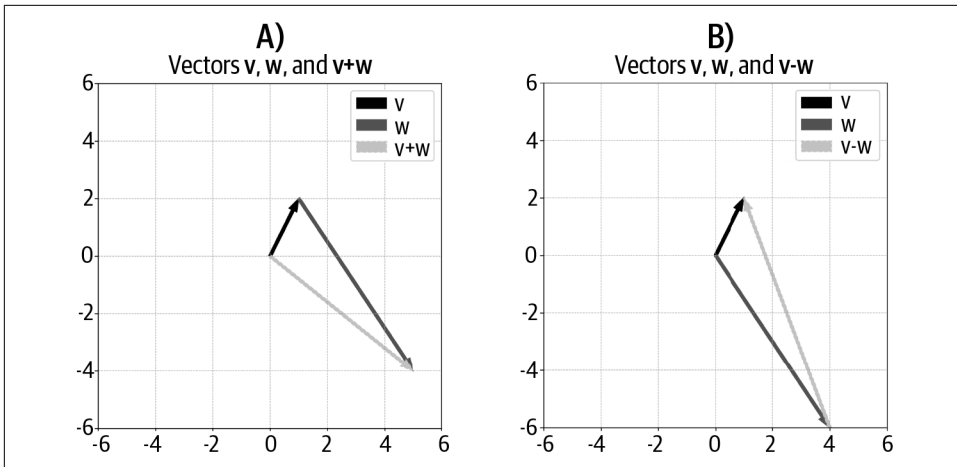 A)
Vectors v, w, and v+w
6
4
2
0
-2
-4
-6
-6 -4 -2 0 2 4 6
v
w
v+w
B)
Vectors v, w, and v-w
6
4
2
0
-2
-4
-6
-6 -4 -2 0 2 4 6
v
w
v-w